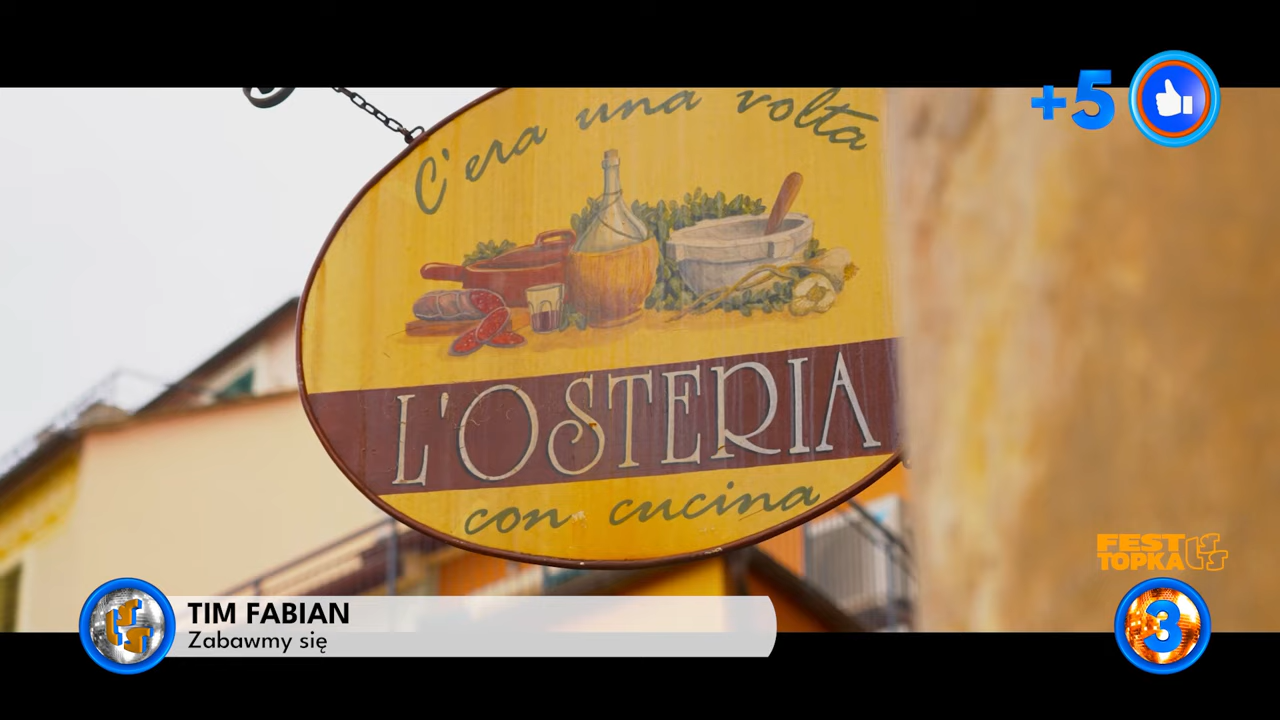 +5
C'era una volta
L'OSTERIA
con cucina
FEST
TOPKA
TIM FABIAN
Zabawmy się
3